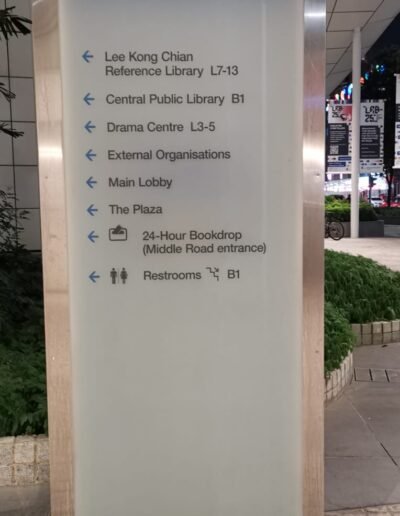 Lee Kong Chian
Reference Library L7-13
Central Public Library B1
Drama Centre L3-5
External Organisations
Main Lobby
The Plaza
24-Hour Bookdrop
(Middle Road entrance)
Restrooms B1